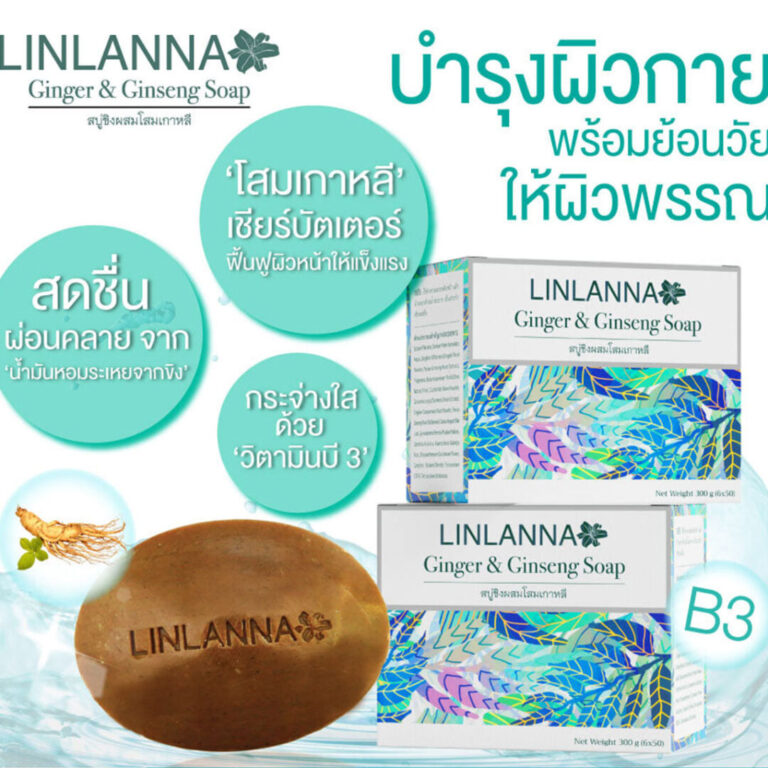 LINLANNA
Ginger & Ginseng Soap
สบู่ขิงผสมโสมเกาหลี
บำรุงผิวกาย
พร้อมย้อนวัย
ให้ผิวพรรณ
'โสมเกาหลี'
เชียร์บัตเตอร์
ฟื้นฟูผิวหน้าให้แข็งแรง
สดชื่น
ผ่อนคลาย จาก
'น้ำมันหอมระเหยจากขิง'
กระจ่างใส
ด้วย
'วิตามินบี 3'
LINLANNA
Ginger & Ginseng Soap
สบู่ขิงผสมโสมเกาหลี
Net Weight 300 g (6x50)
LINLANNA
Ginger & Ginseng Soap
สบู่ขิงผสมโสมเกาหลี
Net Weight 300 g (6x50)
B3
LINLANNA